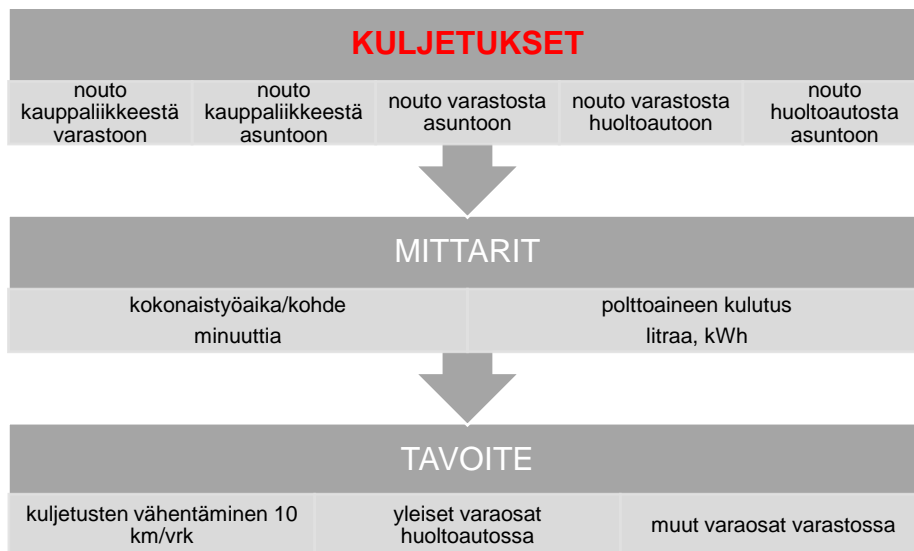 KULJETUKSET
nouto
kauppaliikkeestä
varastoon
nouto
kauppaliikkeestä
asuntoon
nouto varastosta
asuntoon
nouto varastosta
huoltoautoon
nouto
huoltoautosta
asuntoon
MITTARIT
kokonaistyöaika/kohde
minuuttia
polttoaineen kulutus
litraa, kWh
TAVOITE
kuljetusten vähentäminen 10
km/vrk
yleiset varaosat
huoltoautossa
muut varaosat varastossa